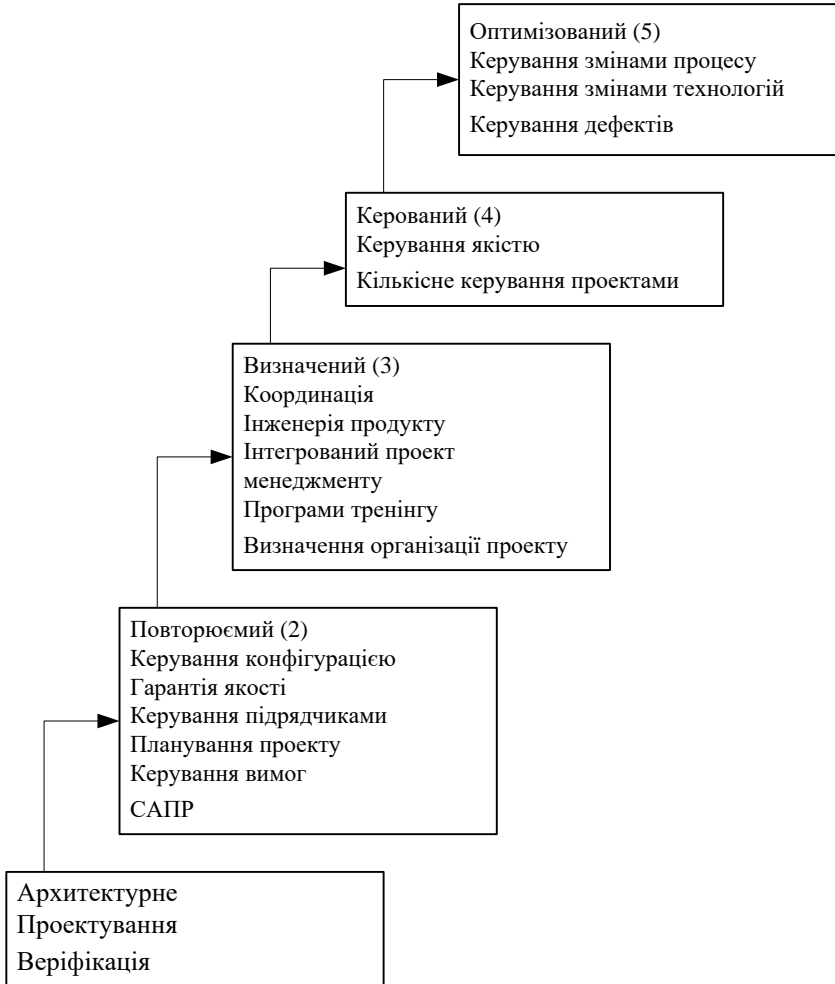 Оптимізований (5)
Керування змінами процесу
Керування змінами технологій
Керування дефектів
Керований (4)
Керування якістю
Кількісне керування проектами
Визначений (3)
Координація
Інженерія продукту
Інтегрований проект
менеджменту
Програми тренінгу
Визначення організації проекту
Повторюємий (2)
Керування конфігурацією
Гарантія якості
Керування підрядчиками
Планування проекту
Керування вимог
САПР
Архитектурне
Проектування
Веріфікація